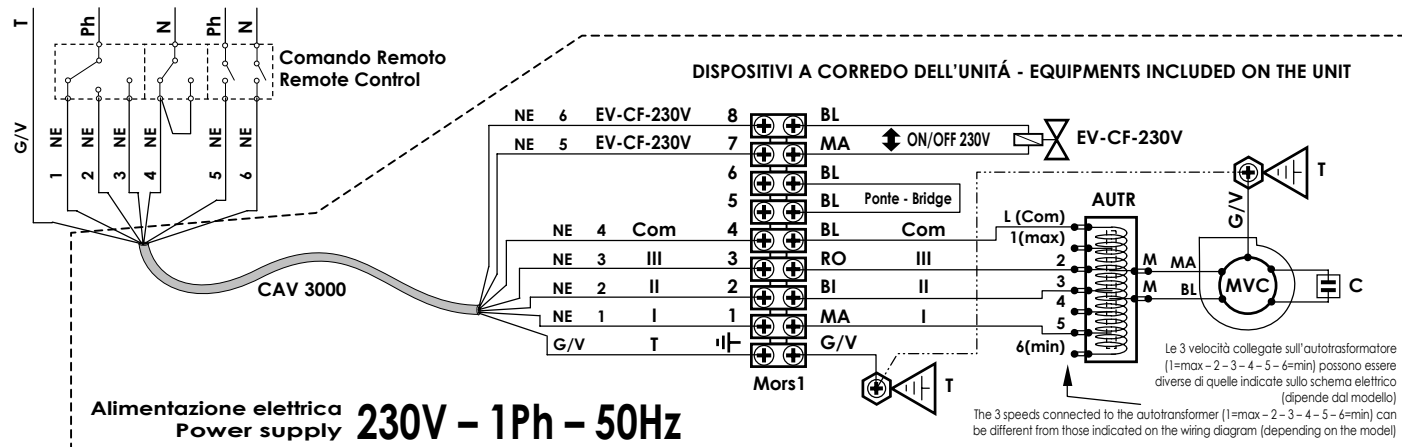 T
Ph
N
Ph
N
Comando Remoto
Remote Control
G/V
1 NE
2 NE
3 NE
4 NE
5 NE
6 NE
CAV 3000
DISPOSITIVI A CORREDO DELL'UNITÁ - EQUIPMENTS INCLUDED ON THE UNIT
NE 6 EV-CF-230V 8 BL
NE 5 EV-CF-230V 7 MA
ON/OFF 230V
EV-CF-230V
6 BL
5 BL
Ponte - Bridge
NE 4 Com 4 BL Com
NE 3 III 3 RO III
NE 2 II 2 BI II
NE 1 I 1 MA I
G/V T G/V
Mors1
T
T
G/V
AUTR
L (Com)
1(max)
2
3
4
5
6(min)
M MA
M BL
MVC
C
Le 3 velocità collegate sull'autotrasformatore
(1=max – 2 – 3 – 4 – 5 – 6=min) possono essere
diverse di quelle indicate sullo schema elettrico
(dipende dal modello)
The 3 speeds connected to the autotransformer (1=max – 2 – 3 – 4 – 5 – 6=min) can
be different from those indicated on the wiring diagram (depending on the model)
Alimentazione elettrica
Power supply
230V – 1Ph – 50Hz